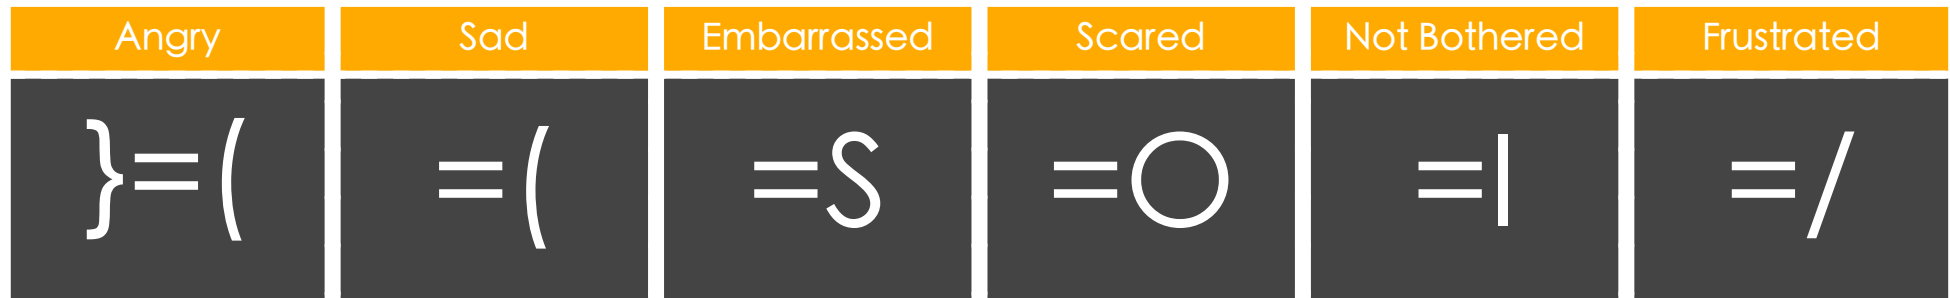 Angry Sad Embarrassed Scared Not Bothered Frustrated
}=( =( =S =O =| =/